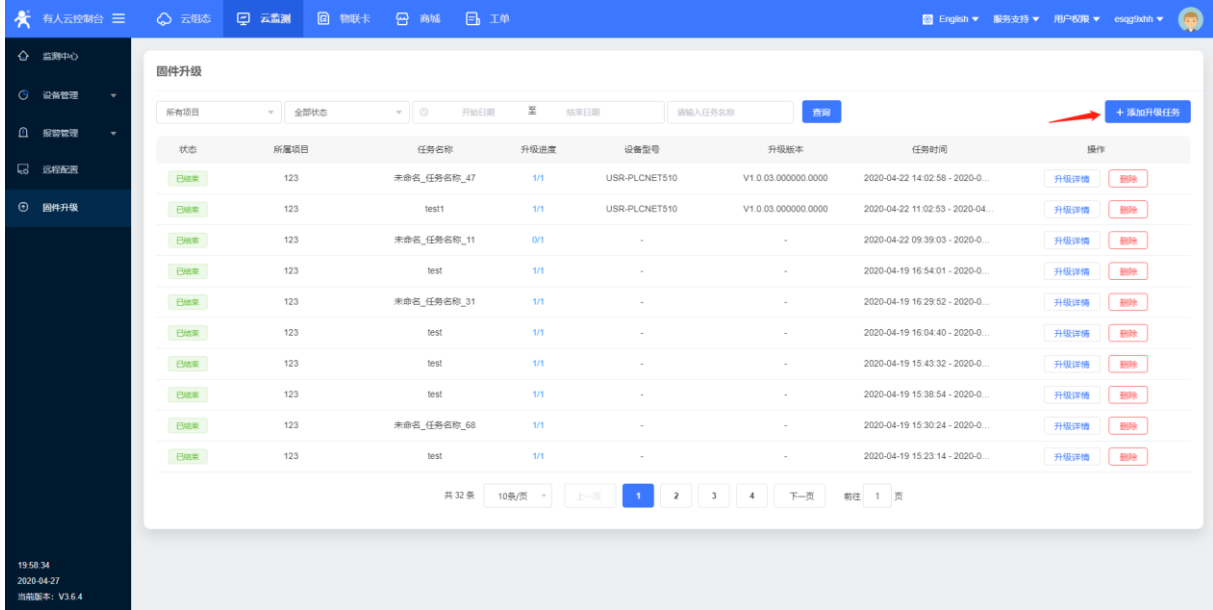 有人云控制台 云组态 云监测 物联卡 商城 工单 English 服务支持 用户权限 esqg9xhh
监测中心
设备管理
报警管理
远程配置
固件升级
固件升级
所有项目 全部状态 开始日期 至 结束日期 请输入任务名称 查询 + 添加升级任务
状态 所属项目 任务名称 升级进度 设备型号 升级版本 任务时间 操作
已结束 123 未命名_任务名称_47 1/1 USR-PLCNET510 V1.0.03.000000.0000 2020-04-22 14:02:58 - 2020-0... 升级详情 删除
已结束 123 test1 1/1 USR-PLCNET510 V1.0.03.000000.0000 2020-04-22 11:02:53 - 2020-04... 升级详情 删除
已结束 123 未命名_任务名称_11 0/1 - - 2020-04-22 09:39:03 - 2020-0... 升级详情 删除
已结束 123 test 1/1 - - 2020-04-19 16:54:01 - 2020-0... 升级详情 删除
已结束 123 未命名_任务名称_31 1/1 - - 2020-04-19 16:29:52 - 2020-0... 升级详情 删除
已结束 123 test 1/1 - - 2020-04-19 16:04:40 - 2020-0... 升级详情 删除
已结束 123 test 1/1 - - 2020-04-19 15:43:32 - 2020-0... 升级详情 删除
已结束 123 test 1/1 - - 2020-04-19 15:38:54 - 2020-0... 升级详情 删除
已结束 123 未命名_任务名称_68 1/1 - - 2020-04-19 15:30:24 - 2020-0... 升级详情 删除
已结束 123 test 1/1 - - 2020-04-19 15:23:14 - 2020-0... 升级详情 删除
共 32 条 10条/页 上一页 1 2 3 4 下一页 前往 1 页
19:58:34
2020-04-27
当前版本：V3.6.4